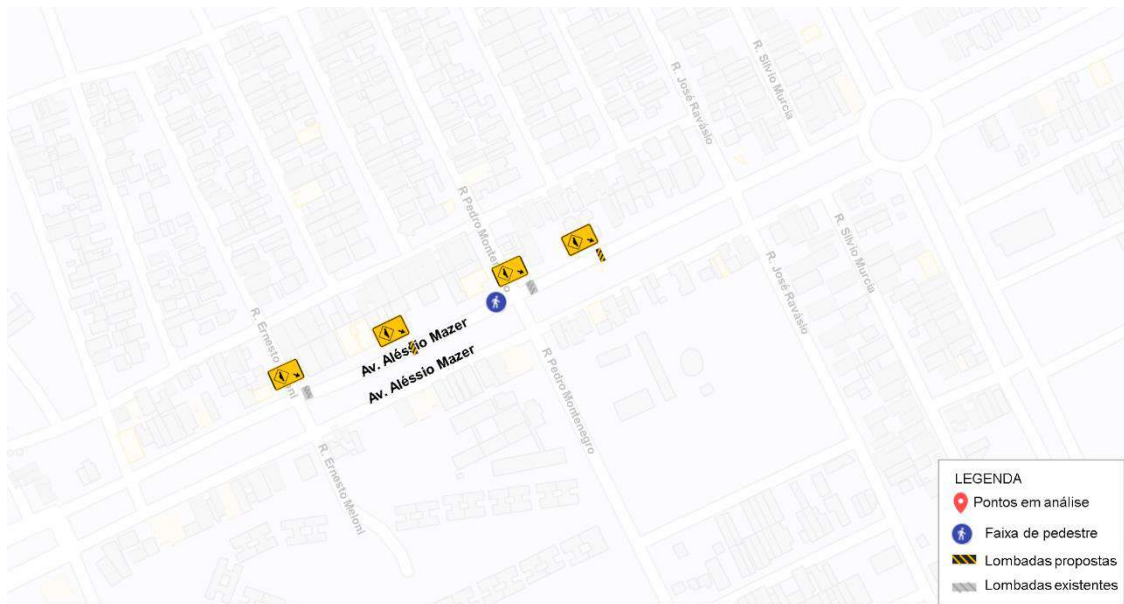 R. Silvio Murcia
R. José Ravásio
R Pedro Montenegro
R. Silvio Murcia
R. José Ravásio
R. Ernesto Meloni
Av. Aléssio Mazer
Av. Aléssio Mazer
R Pedro Montenegro
R. Ernesto Meloni
LEGENDA
Pontos em análise
Faixa de pedestre
Lombadas propostas
Lombadas existentes